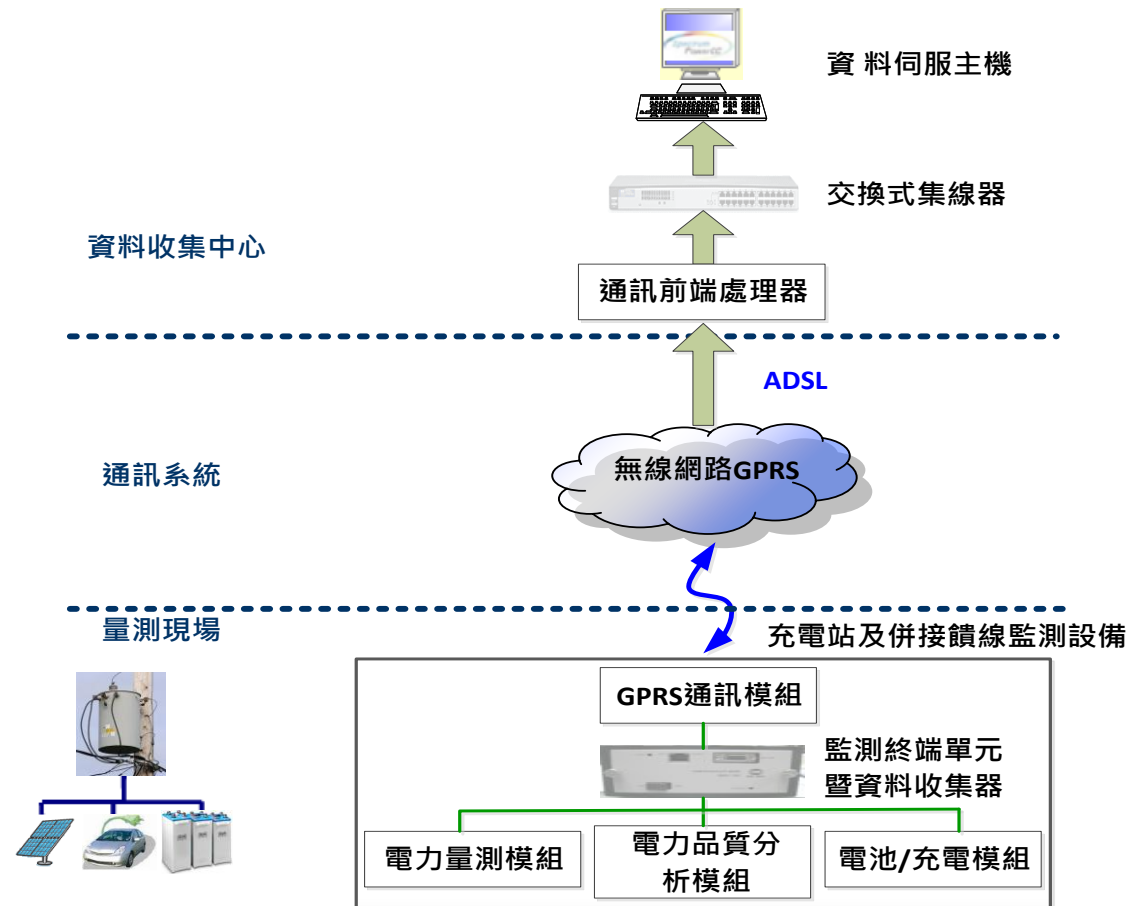 Spectrum
PowerCC
資 料伺服主機
交換式集線器
資料收集中心
通訊前端處理器
ADSL
無線網路GPRS
通訊系統
量測現場
充電站及併接饋線監測設備
GPRS通訊模組
監測終端單元
暨資料收集器
電力量測模組
電力品質分
析模組
電池/充電模組